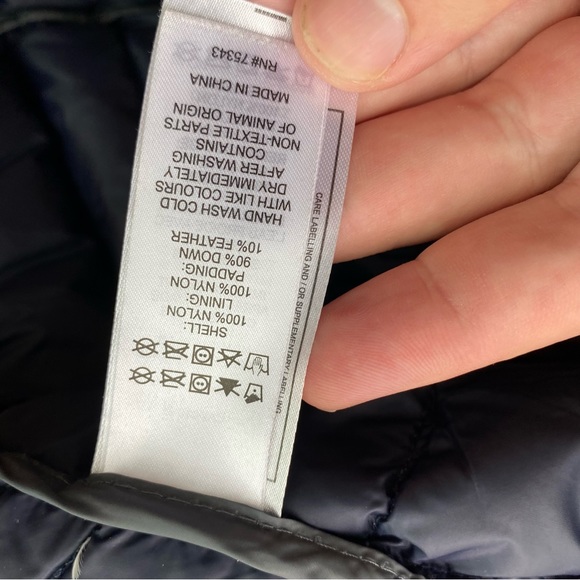 SHELL:
100% NYLON
LINING:
100% NYLON
PADDING:
90% DOWN
10% FEATHER
HAND WASH COLD
WITH LIKE COLOURS
DRY IMMEDIATELY
AFTER WASHING
CONTAINS
NON-TEXTILE PARTS
OF ANIMAL ORIGIN
MADE IN CHINA
RN# 75343
CARE LABELLING AND / OR SUPPLEMENTARY LABELLING